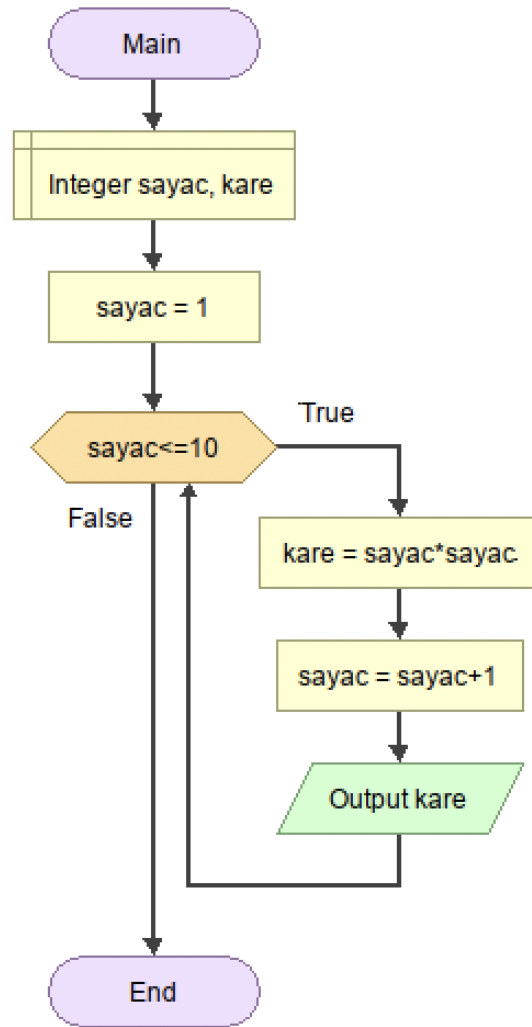 Main
Integer sayac, kare
sayac = 1
sayac<=10
True
False
kare = sayac*sayac
sayac = sayac+1
Output kare
End